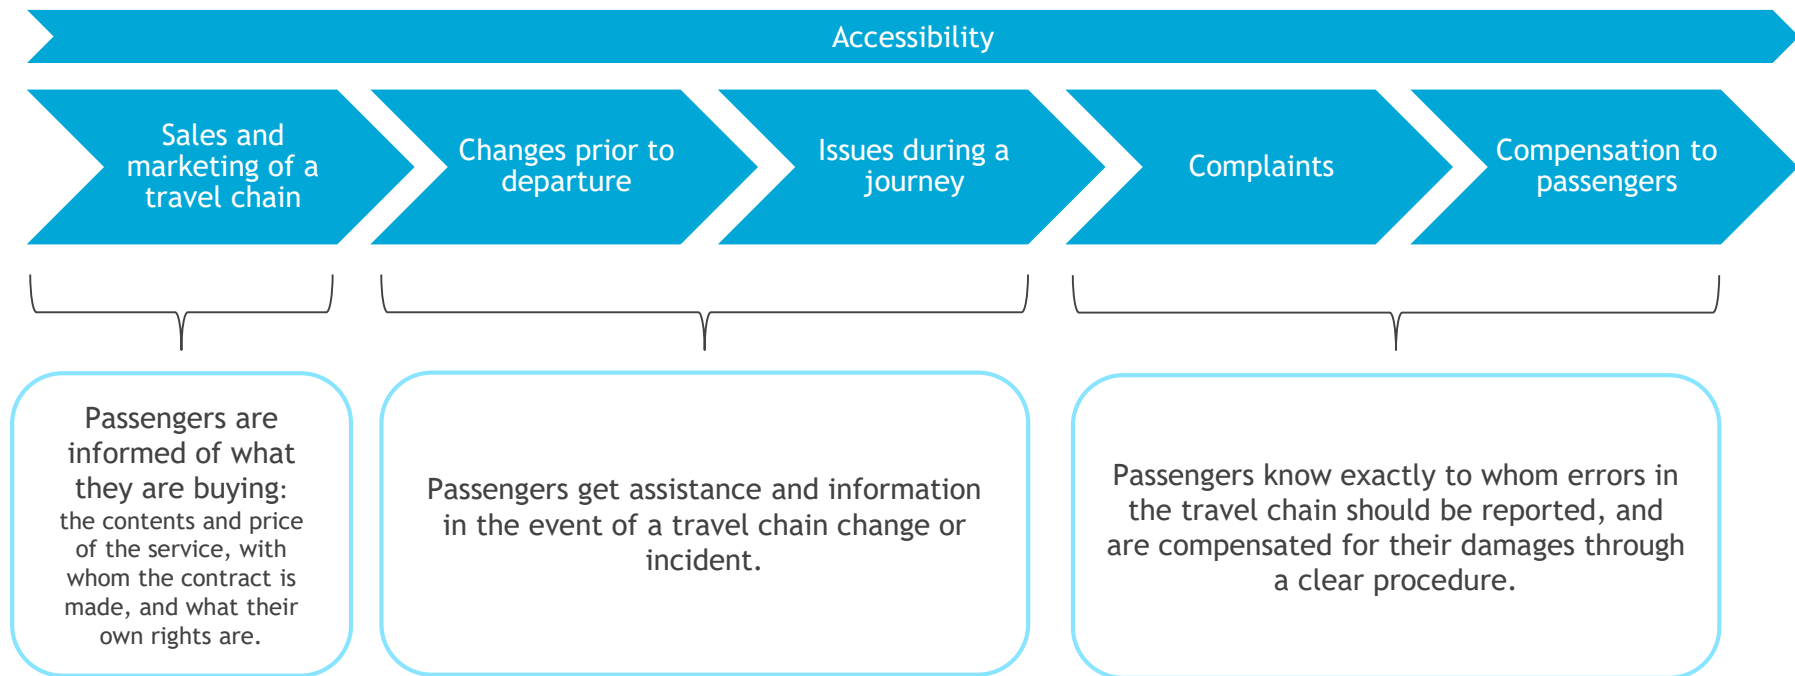 Accessibility
Sales and
marketing of a
travel chain
Changes prior to
departure
Issues during a
journey
Complaints
Compensation to
passengers
Passengers are
informed of what
they are buying:
the contents and price
of the service, with
whom the contract is
made, and what their
own rights are.
Passengers get assistance and information
in the event of a travel chain change or
incident.
Passengers know exactly to whom errors in
the travel chain should be reported, and
are compensated for their damages through
a clear procedure.